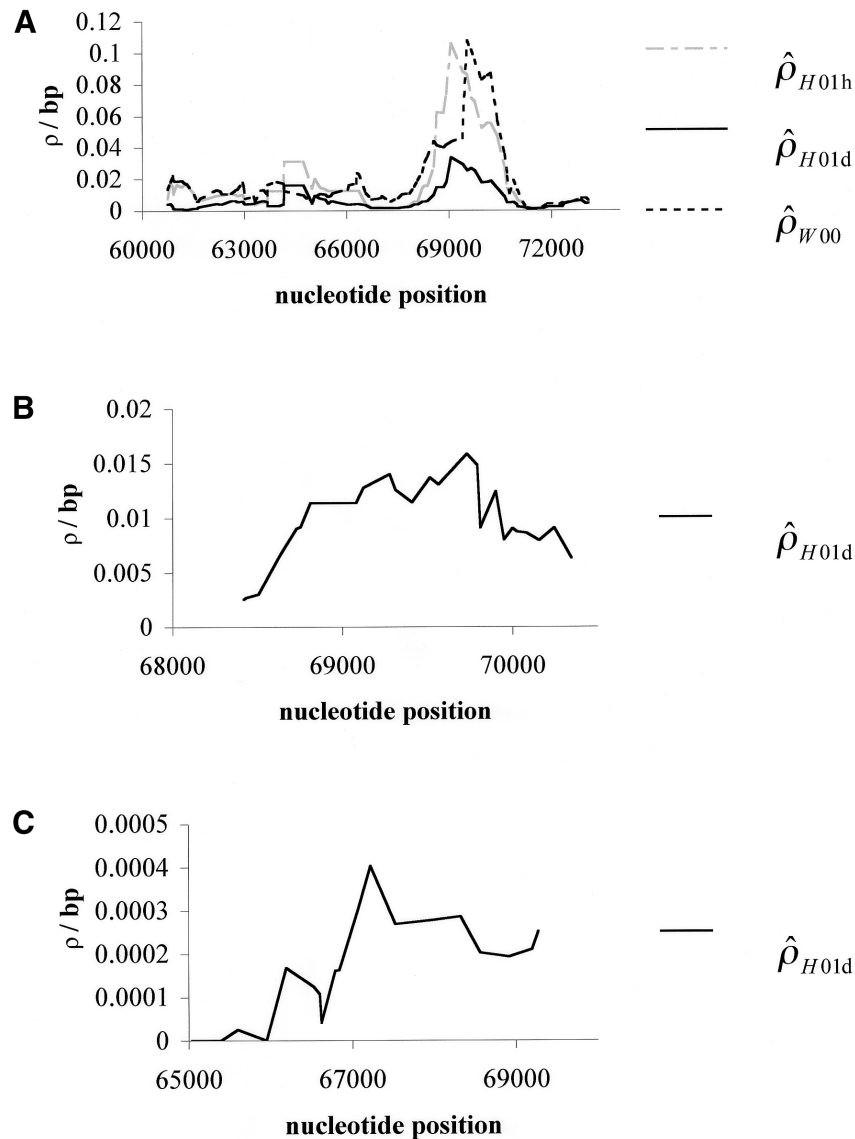 A
0.12
0.1
0.08
0.06
0.04
0.02
0
ρ / bp
60000 63000 66000 69000 72000
nucleotide position
ρ̂ H01h
ρ̂ H01d
ρ̂ W00
B
0.02
0.015
0.01
0.005
0
ρ / bp
68000 69000 70000
nucleotide position
ρ̂ H01d
C
0.0005
0.0004
0.0003
0.0002
0.0001
0
ρ / bp
65000 67000 69000
nucleotide position
ρ̂ H01d